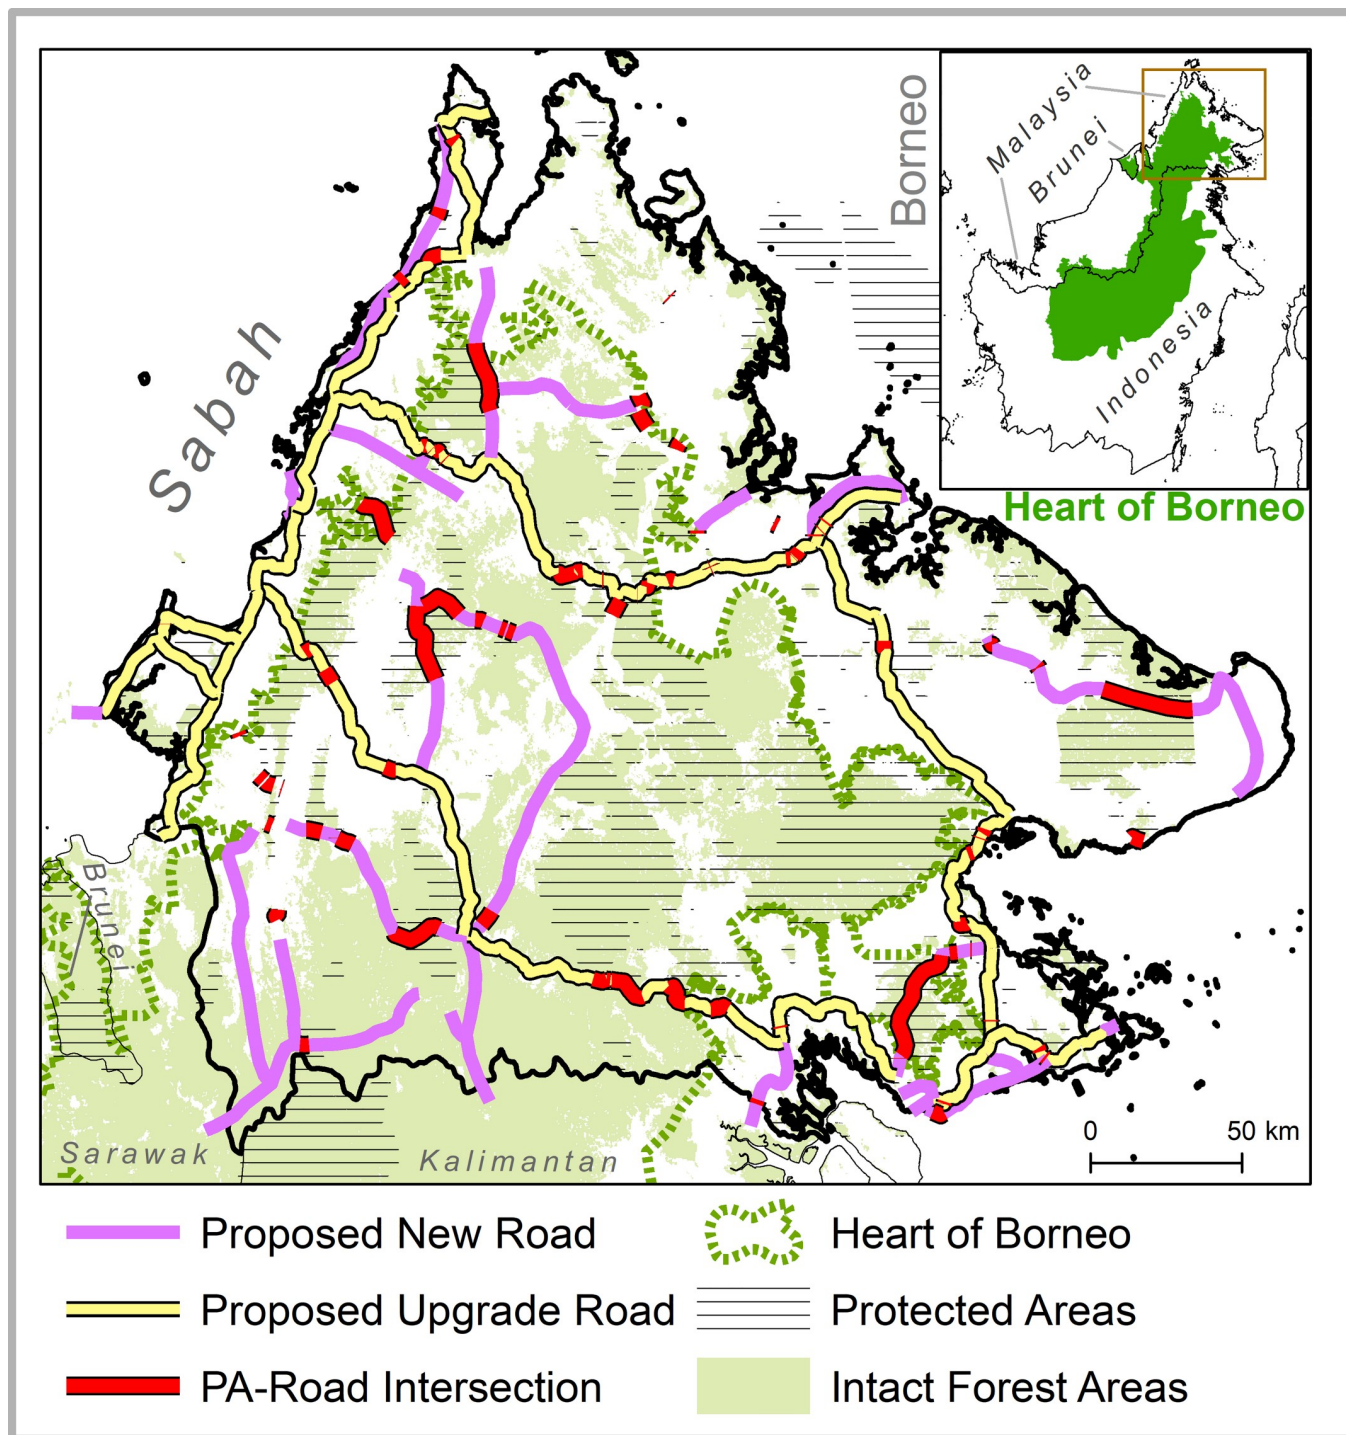 Sabah
Borneo
Malaysia
Brunei
Indonesia
Heart of Borneo
Brunei
Sarawak
Kalimantan
0 50 km
Proposed New Road
Heart of Borneo
Proposed Upgrade Road
Protected Areas
PA-Road Intersection
Intact Forest Areas